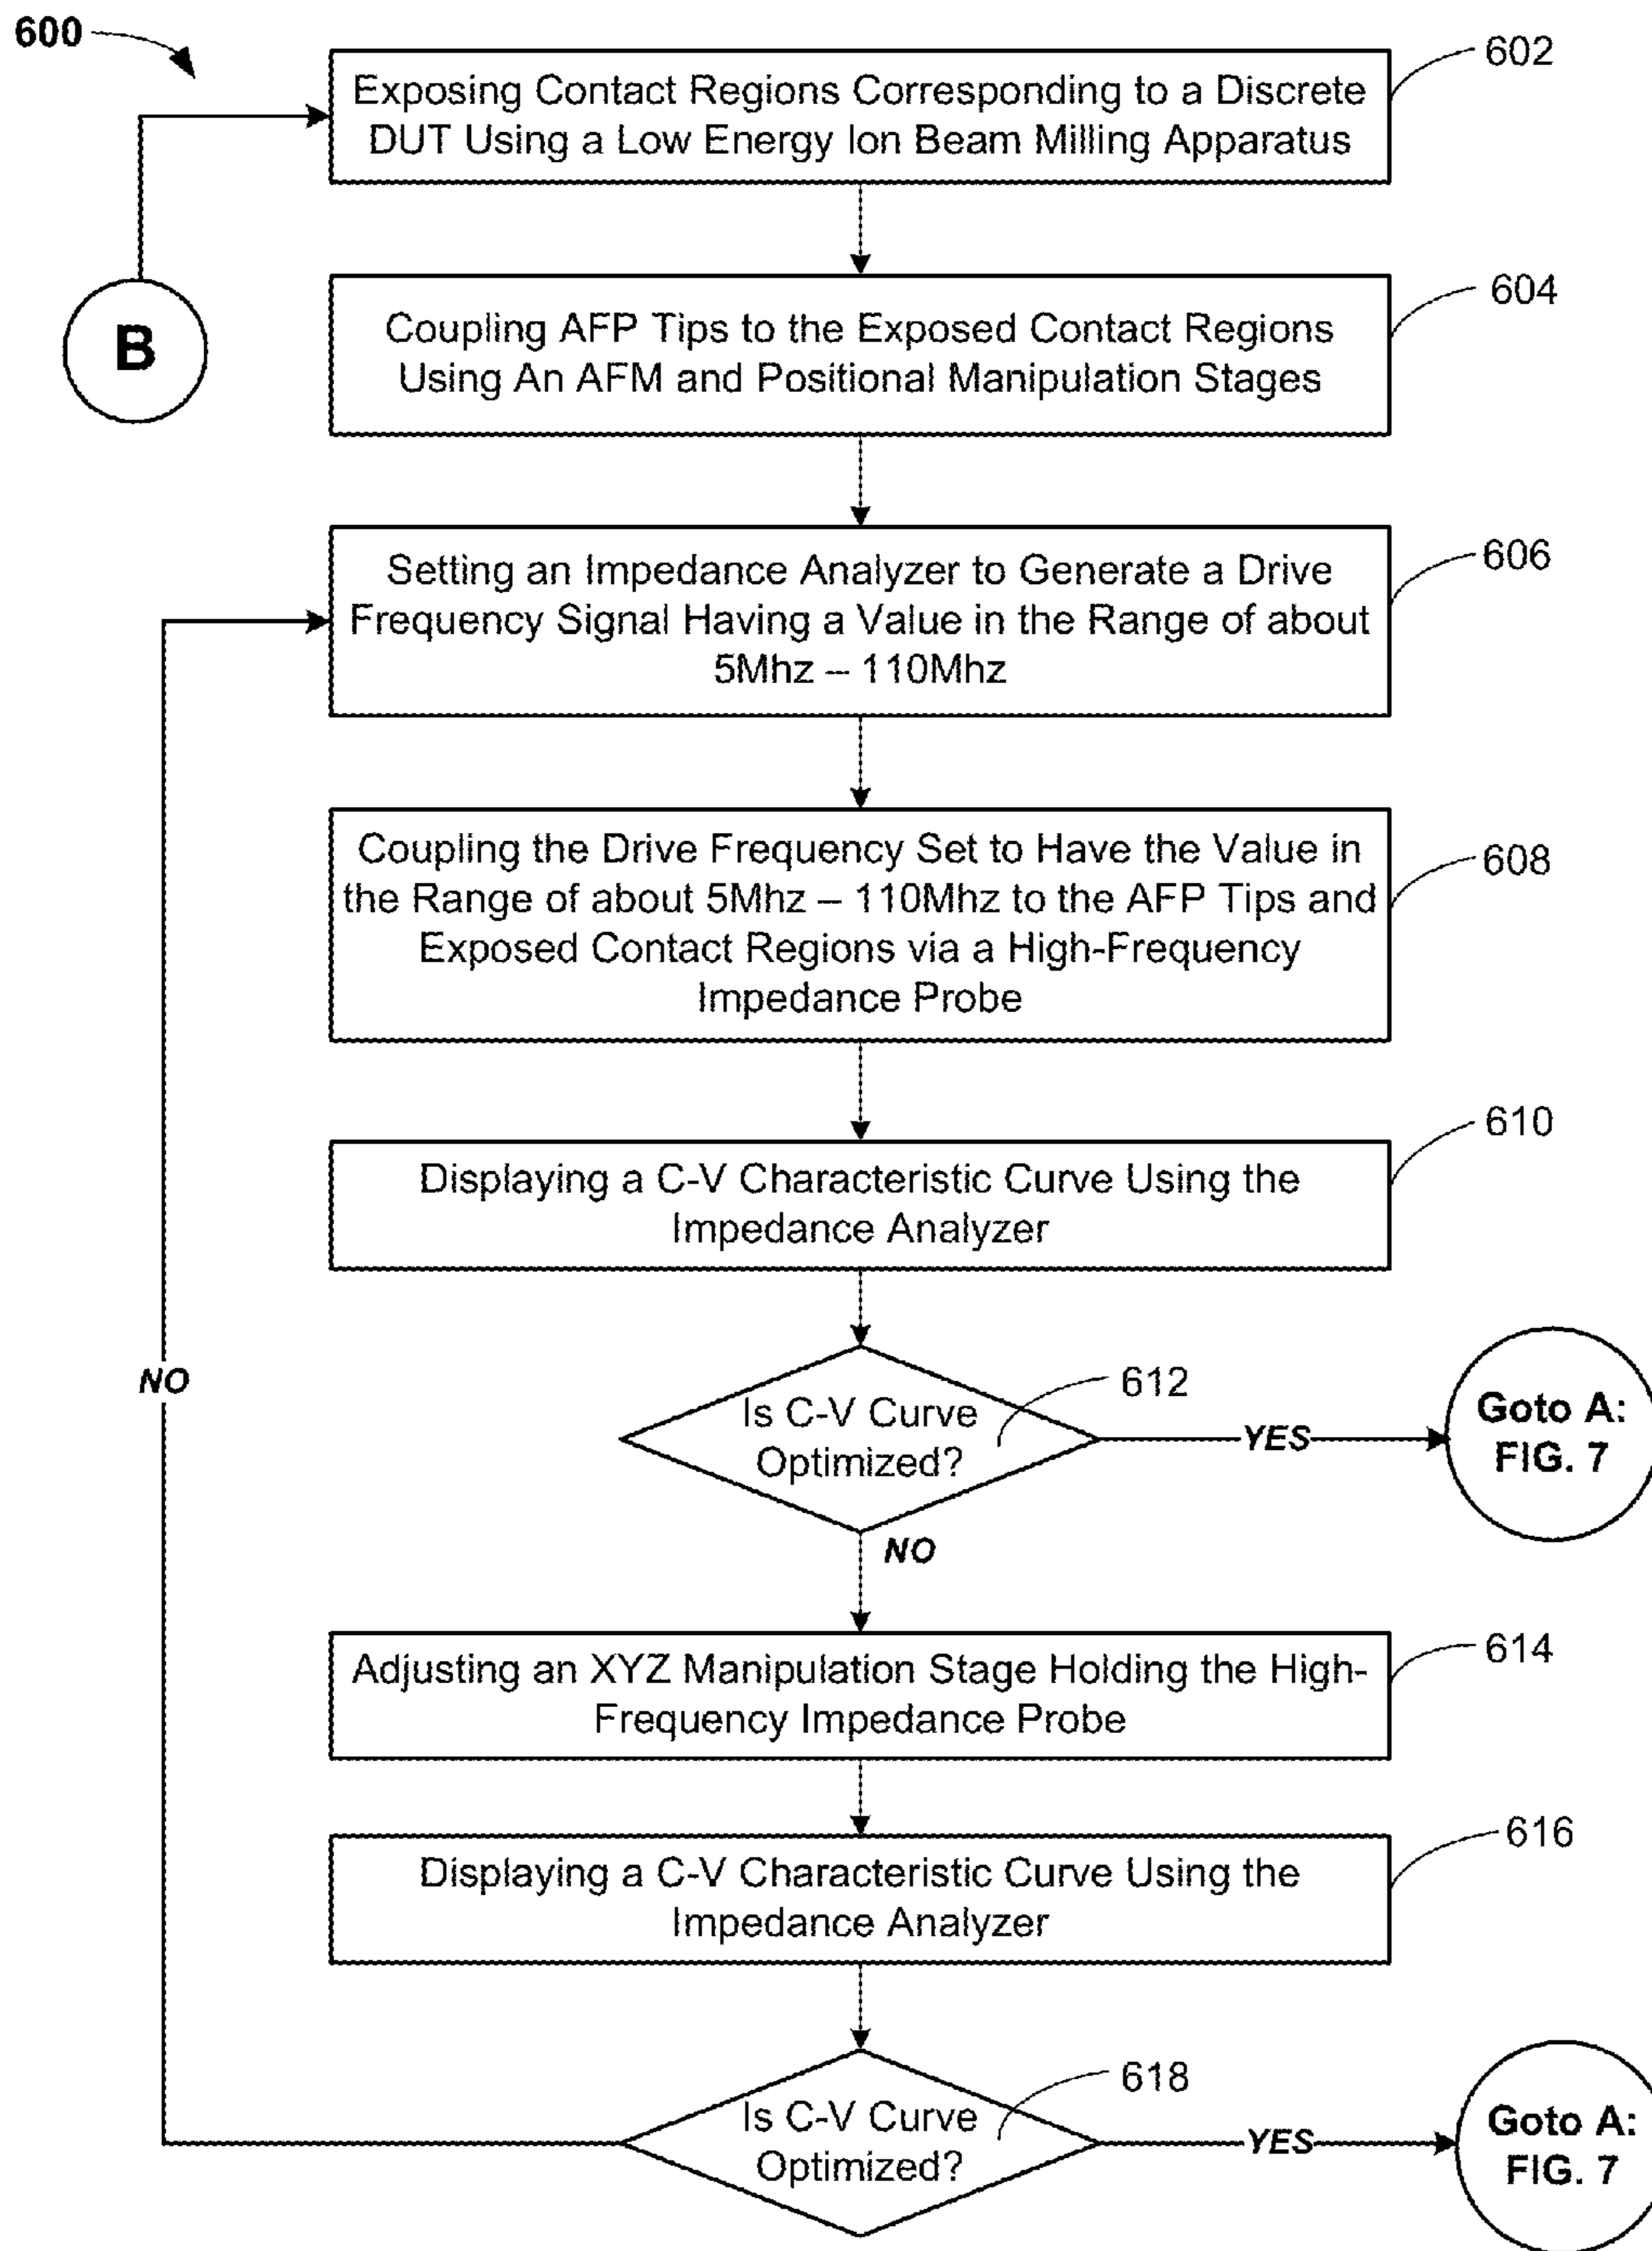 600
602
Exposing Contact Regions Corresponding to a Discrete
DUT Using a Low Energy Ion Beam Milling Apparatus
B
604
Coupling AFP Tips to the Exposed Contact Regions
Using An AFM and Positional Manipulation Stages
606
Setting an Impedance Analyzer to Generate a Drive
Frequency Signal Having a Value in the Range of about
5Mhz – 110Mhz
608
Coupling the Drive Frequency Set to Have the Value in
the Range of about 5Mhz – 110Mhz to the AFP Tips and
Exposed Contact Regions via a High-Frequency
Impedance Probe
610
Displaying a C-V Characteristic Curve Using the
Impedance Analyzer
NO
612
Is C-V Curve
Optimized?
YES
Goto A:
FIG. 7
NO
614
Adjusting an XYZ Manipulation Stage Holding the High-
Frequency Impedance Probe
616
Displaying a C-V Characteristic Curve Using the
Impedance Analyzer
618
Is C-V Curve
Optimized?
YES
Goto A:
FIG. 7